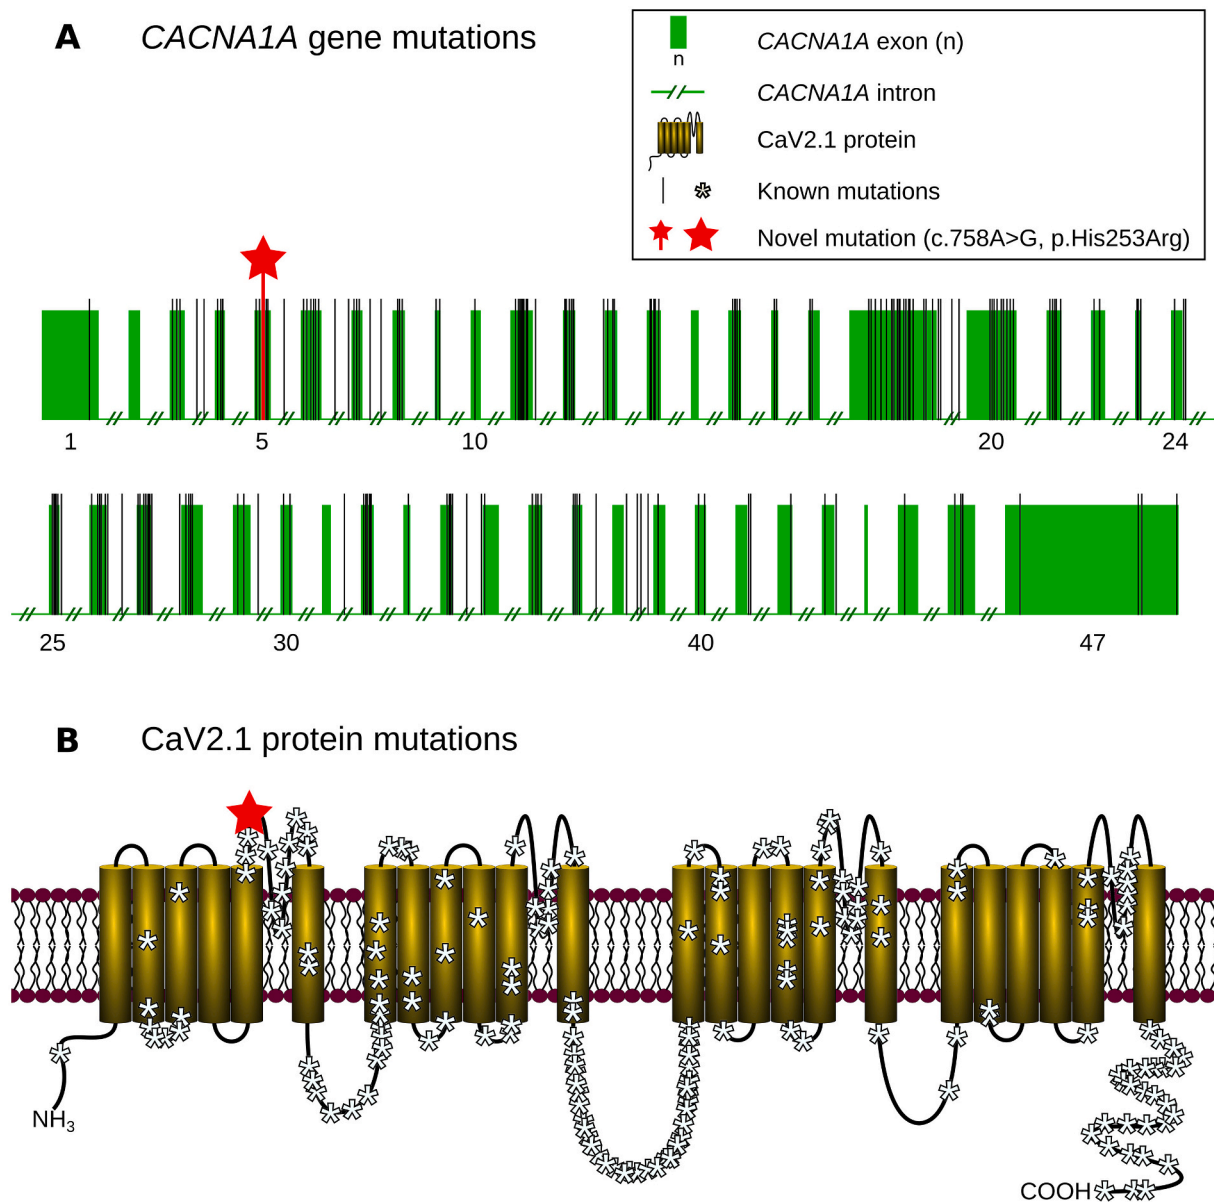 A CACNA1A gene mutations
CACNA1A exon (n)
n
CACNA1A intron
CaV2.1 protein
Known mutations
Novel mutation (c.758A>G, p.His253Arg)
1 5 10 20 24
25 30 40 47
B CaV2.1 protein mutations
NH3
COOH